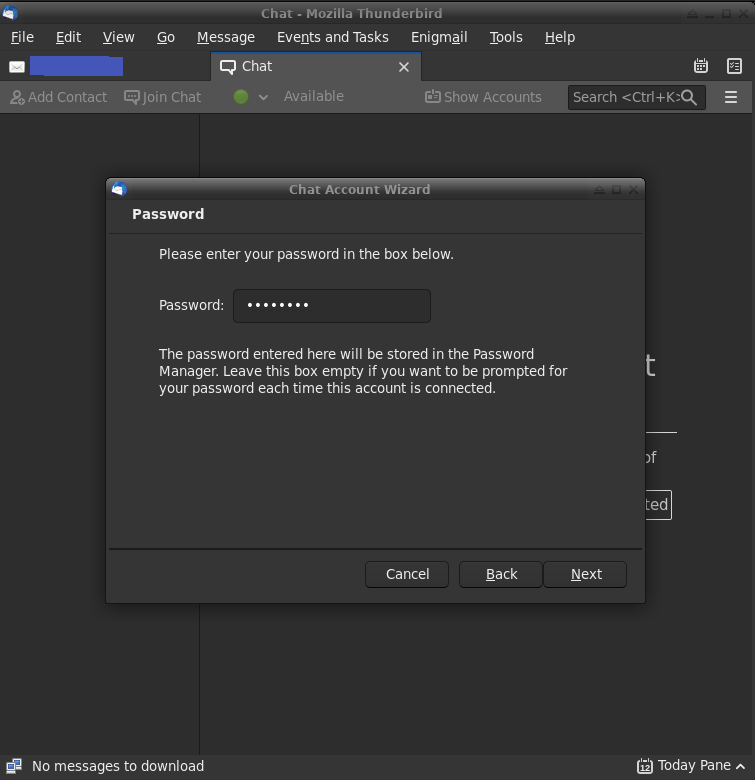 Chat - Mozilla Thunderbird
File Edit View Go Message Events and Tasks Enigmail Tools Help
Chat
Add Contact Join Chat Available Show Accounts Search <Ctrl+K>
Chat Account Wizard
Password
Please enter your password in the box below.
Password: ••••••••
The password entered here will be stored in the Password
Manager. Leave this box empty if you want to be prompted for
your password each time this account is connected.
t
of
ted
Cancel Back Next
No messages to download 12 Today Pane